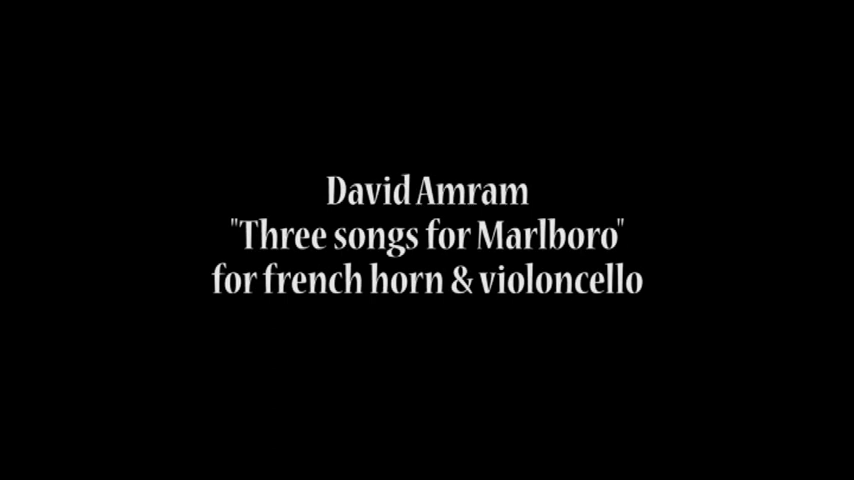 David Amram
"Three songs for Marlboro"
for french horn & violoncello